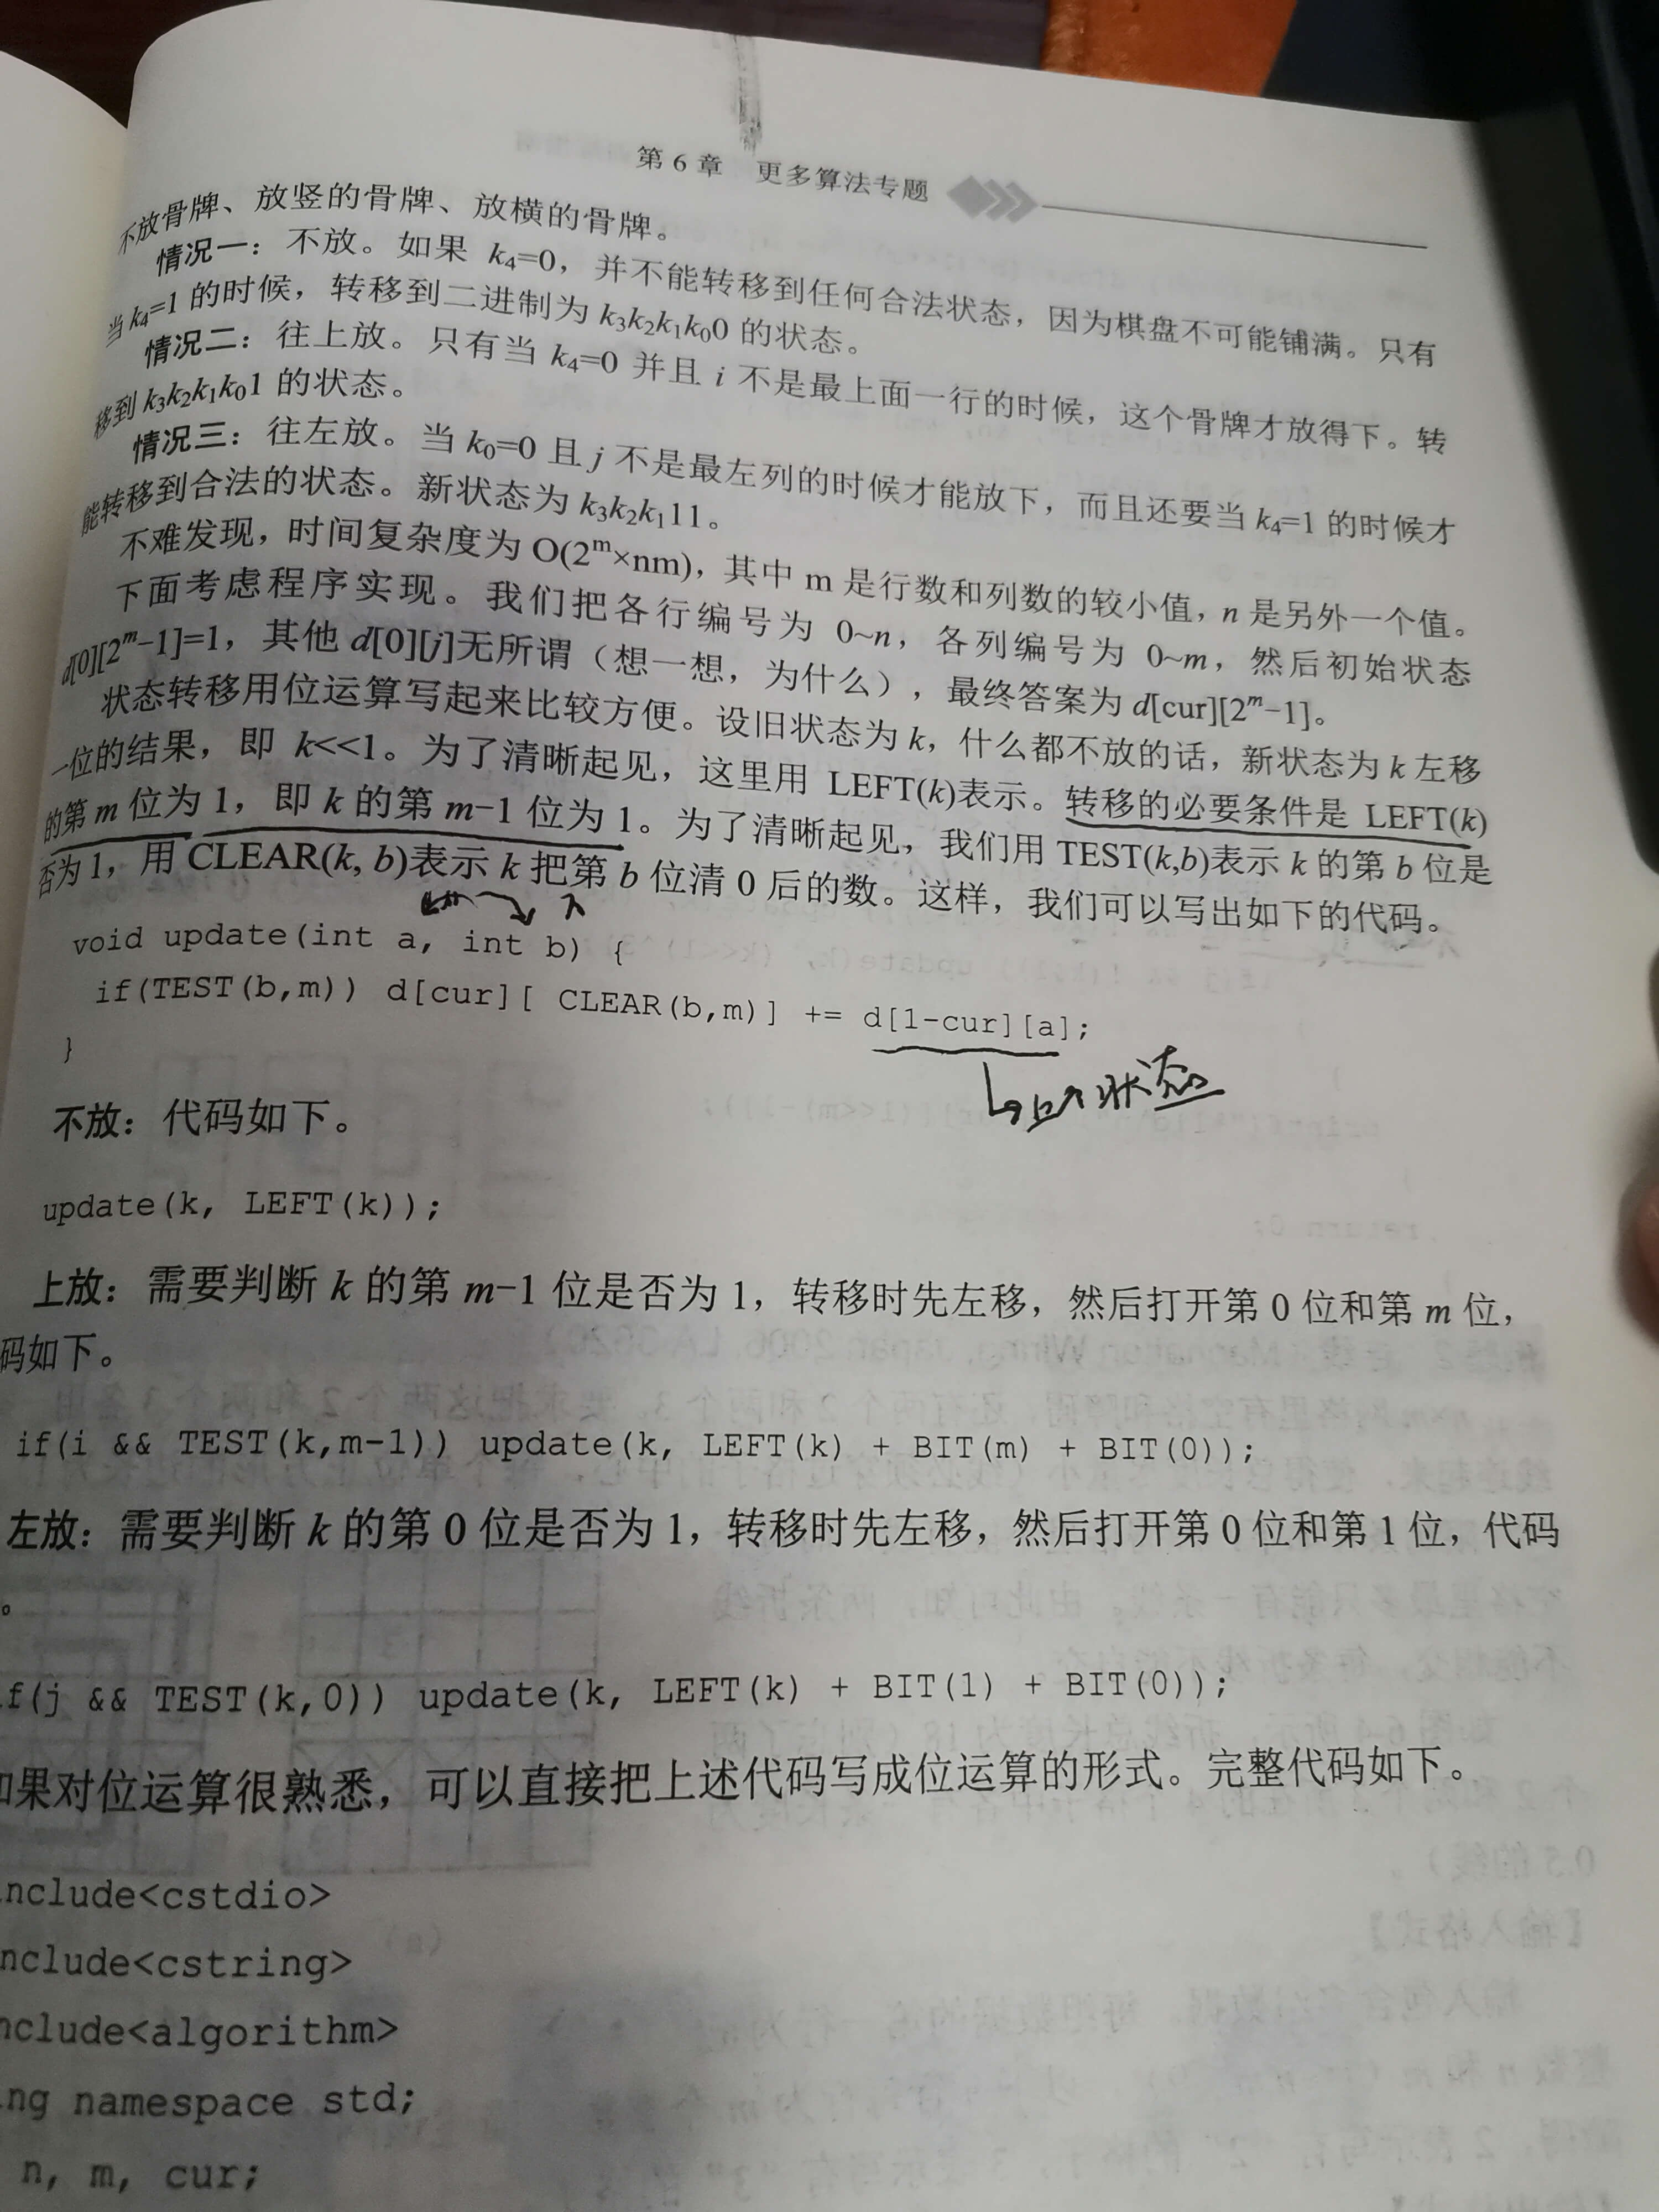 第 6 章 更多算法专题
不放骨牌、放竖的骨牌、放横的骨牌。
情况一：不放。如果 k4=0，并不能转移到任何合法状态，因为棋盘不可能铺满。只有
当 k4=1 的时候，转移到二进制为 k3k2k1k00 的状态。
情况二：往上放。只有当 k4=0 并且 i 不是最上面一行的时候，这个骨牌才放得下。转
移到 k3k2k1k01 的状态。
情况三：往左放。当 k0=0 且 j 不是最左列的时候才能放下，而且还要当 k4=1 的时候才
能转移到合法的状态。新状态为 k3k2k111。
不难发现，时间复杂度为 O(2^m×nm)，其中 m 是行数和列数的较小值，n 是另外一个值。
下面考虑程序实现。我们把各行编号为 0~n，各列编号为 0~m，然后初始状态
d[0][2^m-1]=1，其他 d[0][j]无所谓（想一想，为什么），最终答案为 d[cur][2^m-1]。
状态转移用位运算写起来比较方便。设旧状态为 k，什么都不放的话，新状态为 k 左移
一位的结果，即 k<<1。为了清晰起见，这里用 LEFT(k)表示。转移的必要条件是 LEFT(k)
的第 m 位为 1，即 k 的第 m-1 位为 1。为了清晰起见，我们用 TEST(k,b)表示 k 的第 b 位是
否为 1，用 CLEAR(k, b)表示 k 把第 b 位清 0 后的数。这样，我们可以写出如下的代码。
void update(int a, int b) {
if(TEST(b,m)) d[cur][ CLEAR(b,m)] += d[1-cur][a];
}
状态
不放：代码如下。
update(k, LEFT(k));
上放：需要判断 k 的第 m-1 位是否为 1，转移时先左移，然后打开第 0 位和第 m 位，
码如下。
if(i && TEST(k,m-1)) update(k, LEFT(k) + BIT(m) + BIT(0));
左放：需要判断 k 的第 0 位是否为 1，转移时先左移，然后打开第 0 位和第 1 位，代码
。
f(j && TEST(k,0)) update(k, LEFT(k) + BIT(1) + BIT(0));
如果对位运算很熟悉，可以直接把上述代码写成位运算的形式。完整代码如下。
nclude<cstdio>
nclude<cstring>
nclude<algorithm>
ng namespace std;
n, m, cur;